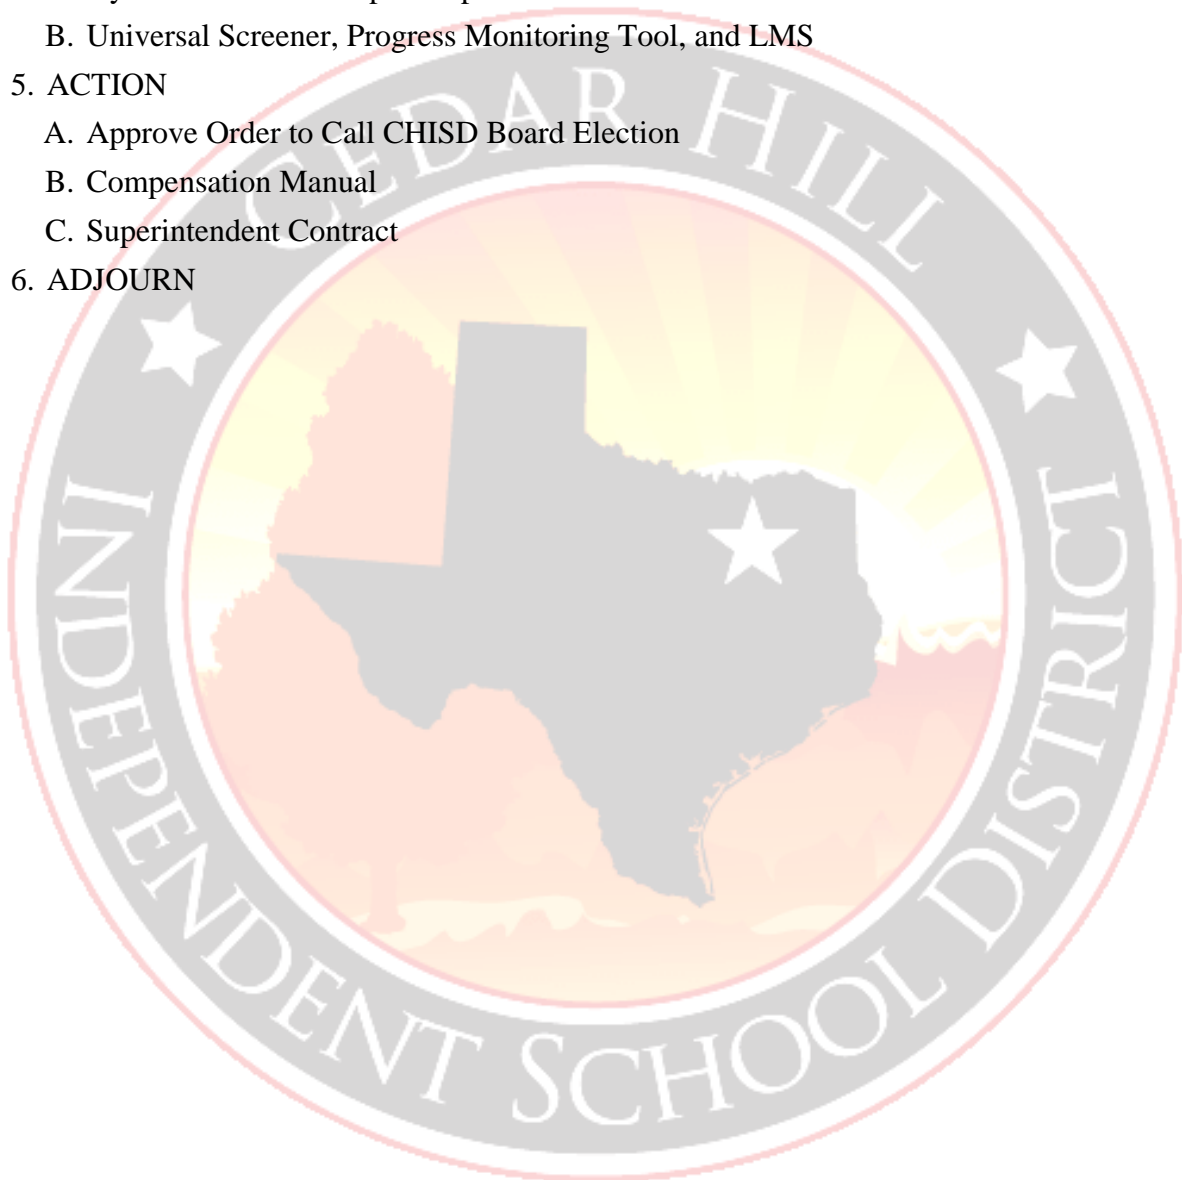 B. Universal Screener, Progress Monitoring Tool, and LMS
5. ACTION
A. Approve Order to Call CHISD Board Election
B. Compensation Manual
C. Superintendent Contract
6. ADJOURN
CEDAR HILL
INDEPENDENT SCHOOL DISTRICT